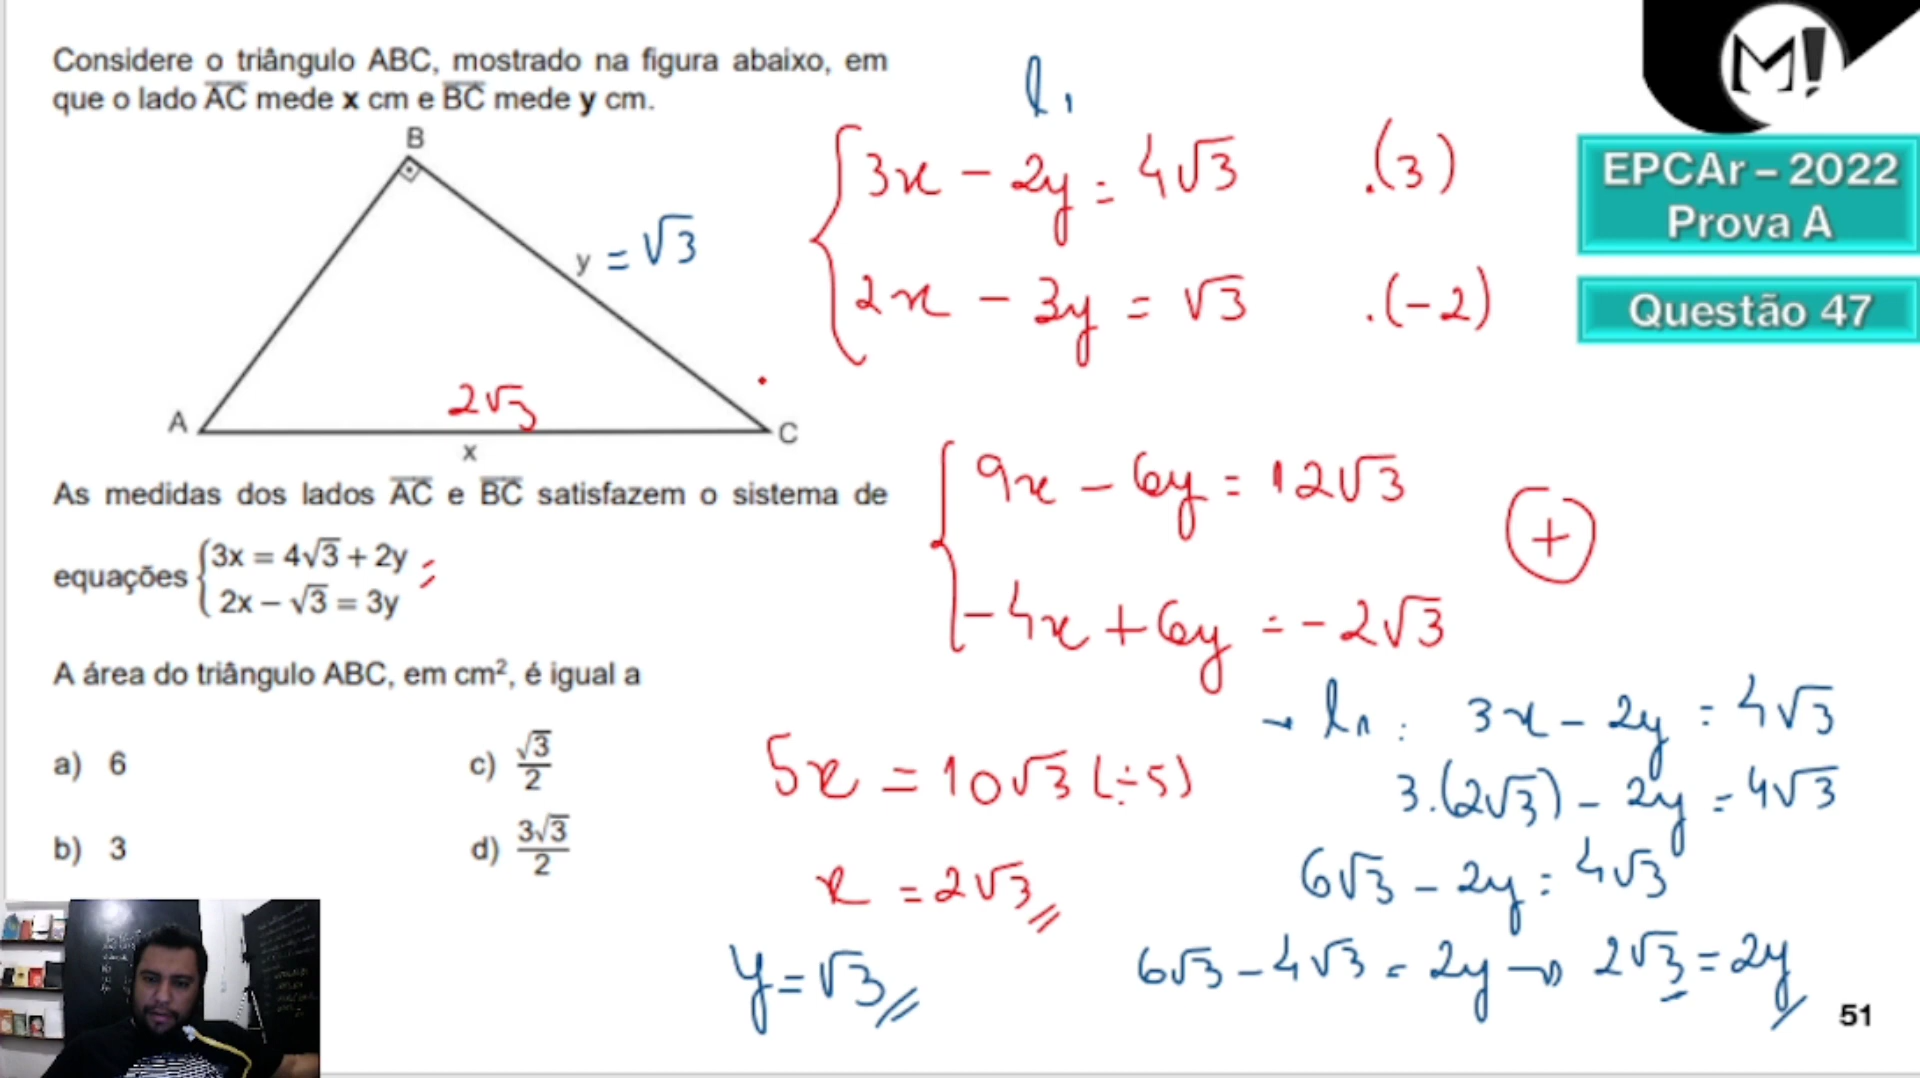 Considere o triângulo ABC, mostrado na figura abaixo, em
que o lado A̅C̅ mede x cm e B̅C̅ mede y cm.
B
y = √3
2√3
A
C
x
As medidas dos lados A̅C̅ e B̅C̅ satisfazem o sistema de
equações { 3x = 4√3 + 2y
2x – √3 = 3y
A área do triângulo ABC, em cm², é igual a
a) 6
c) √3/2
b) 3
d) 3√3/2
l₁
3x - 2y = 4√3 .(3)
2x - 3y = √3 .(-2)
9x - 6y = 12√3
+
-4x + 6y = -2√3
5x = 10√3 (÷5)
x = 2√3
y = √3
→ l₁: 3x - 2y = 4√3
3.(2√3) - 2y = 4√3
6√3 - 2y = 4√3
6√3 - 4√3 = 2y → 2√3 = 2y
M!
EPCAr – 2022
Prova A
Questão 47
51